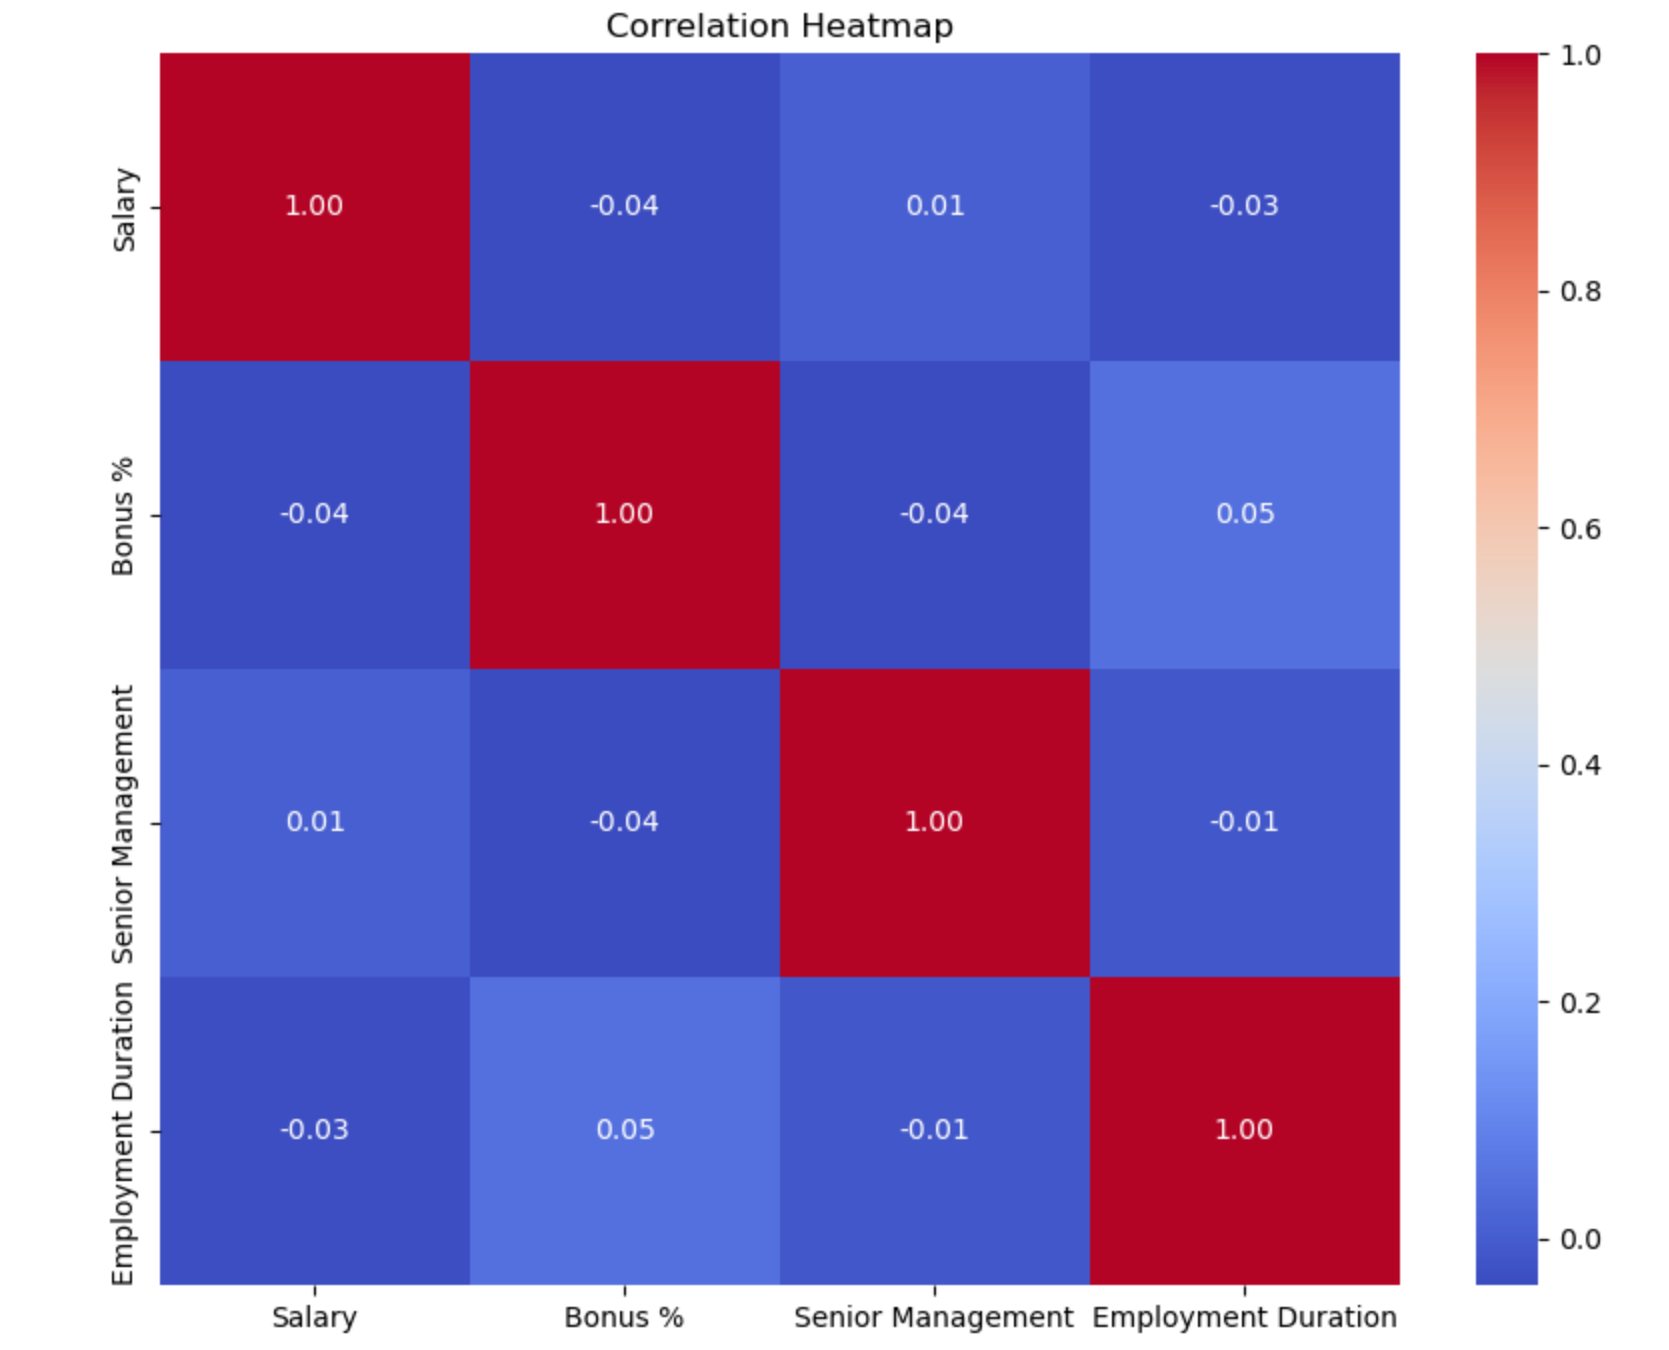 Correlation Heatmap
Salary
1.00
-0.04
0.01
-0.03
Bonus %
-0.04
1.00
-0.04
0.05
Senior Management
0.01
-0.04
1.00
-0.01
Employment Duration
-0.03
0.05
-0.01
1.00
Salary
Bonus %
Senior Management
Employment Duration
1.0
0.8
0.6
0.4
0.2
0.0